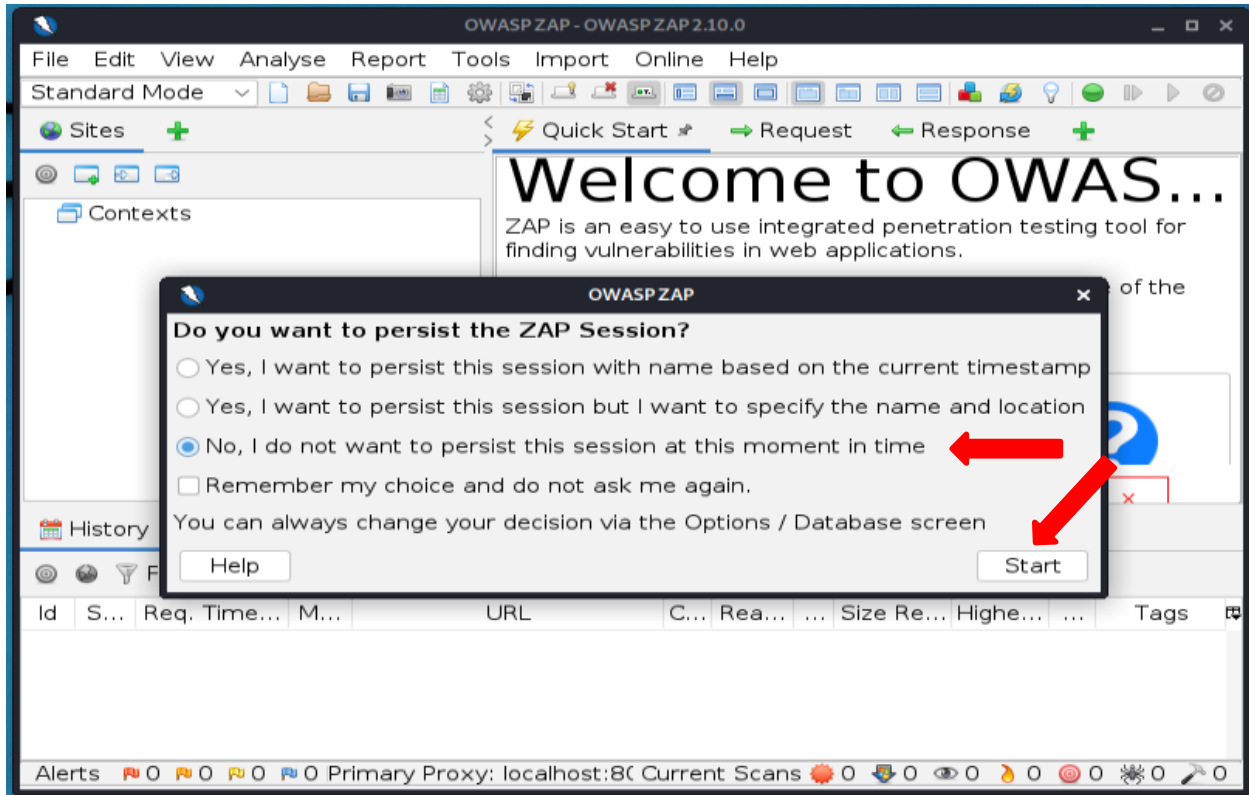 OWASP ZAP - OWASP ZAP 2.10.0
File Edit View Analyse Report Tools Import Online Help
Standard Mode
Sites
Quick Start Request Response
Contexts
Welcome to OWAS...
ZAP is an easy to use integrated penetration testing tool for
finding vulnerabilities in web applications.
of the
OWASP ZAP
Do you want to persist the ZAP Session?
Yes, I want to persist this session with name based on the current timestamp
Yes, I want to persist this session but I want to specify the name and location
No, I do not want to persist this session at this moment in time
Remember my choice and do not ask me again.
You can always change your decision via the Options / Database screen
Help Start
History
F
Id S... Req. Time... M... URL C... Rea... ... Size Re... Highe... ... Tags
Alerts 0 0 0 0 Primary Proxy: localhost:8( Current Scans 0 0 0 0 0 0 0